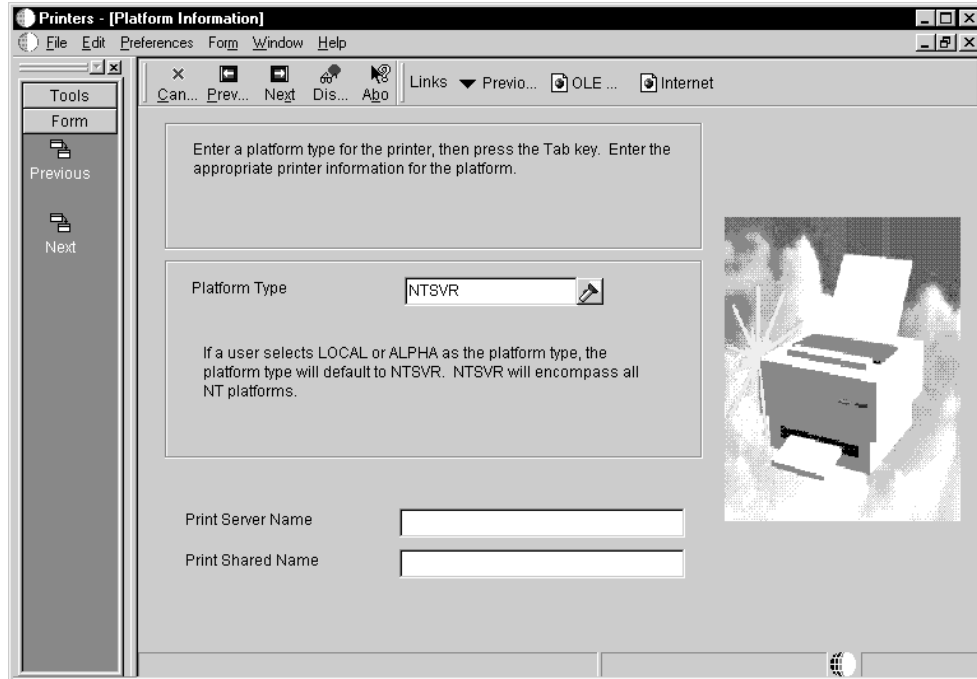 Printers - [Platform Information]
File Edit Preferences Form Window Help
Tools
Form
Previous
Next
Can... Prev... Next Dis... Abo
Links Previo... OLE ... Internet
Enter a platform type for the printer, then press the Tab key. Enter the
appropriate printer information for the platform.
Platform Type
NTSVR
If a user selects LOCAL or ALPHA as the platform type, the
platform type will default to NTSVR. NTSVR will encompass all
NT platforms.
Print Server Name
Print Shared Name